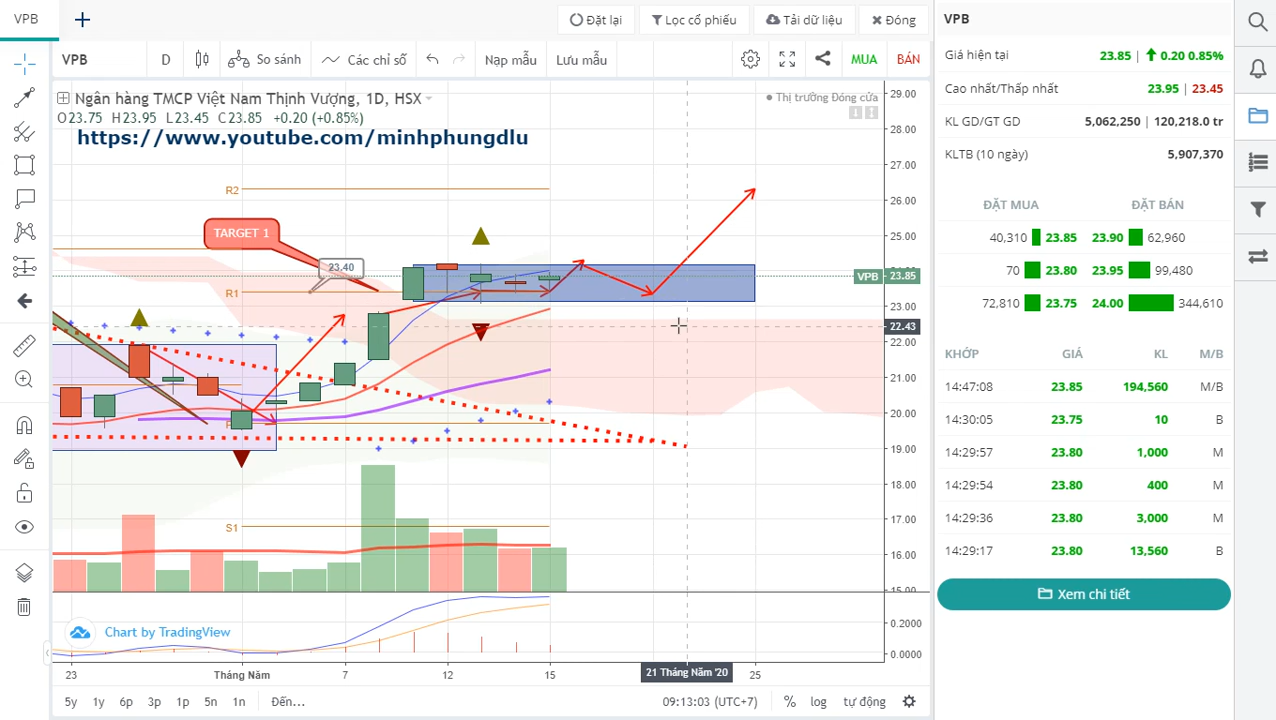 VPB
Đặt lại
Lọc cổ phiếu
Tải dữ liệu
Đóng
VPB
D
So sánh
Các chỉ số
Nạp mẫu
Lưu mẫu
MUA
BÁN
Ngân hàng TMCP Việt Nam Thịnh Vượng, 1D, HSX
Thị trường Đóng cửa
O23.75 H23.95 L23.45 C23.85 +0.20 (+0.85%)
https://www.youtube.com/minhphungdlu
R2
TARGET 1
23.40
R1
S1
29.00
28.00
27.00
26.00
25.00
VPB 23.85
23.00
22.43
22.00
21.00
20.00
19.00
18.00
17.00
16.00
15.00
0.2000
0.0000
Chart by TradingView
23
Tháng Năm
7
12
15
21 Tháng Năm '20
25
5y 1y 6p 3p 1p 5n 1n Đến...
09:13:03 (UTC+7) % log tự động
VPB
Giá hiện tại 23.85 | 0.20 0.85%
Cao nhất/Thấp nhất 23.95 | 23.45
KL GD/GT GD 5,062,250 | 120,218.0 tr
KLTB (10 ngày) 5,907,370
ĐẶT MUA ĐẶT BÁN
40,310 23.85 23.90 62,960
70 23.80 23.95 99,480
72,810 23.75 24.00 344,610
KHỚP GIÁ KL M/B
14:47:08 23.85 194,560 M/B
14:30:05 23.75 10 B
14:29:57 23.80 1,000 M
14:29:54 23.80 400 M
14:29:36 23.80 3,000 M
14:29:17 23.80 13,560 B
Xem chi tiết